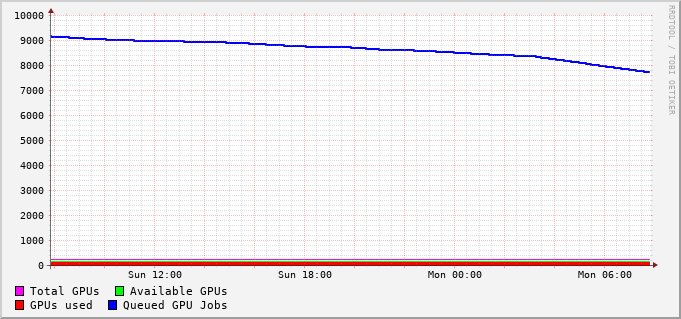 10000
9000
8000
7000
6000
5000
4000
3000
2000
1000
0
Sun 12:00 Sun 18:00 Mon 00:00 Mon 06:00
Total GPUs Available GPUs
GPUs used Queued GPU Jobs
RRDTOOL / TOBI OETIKER